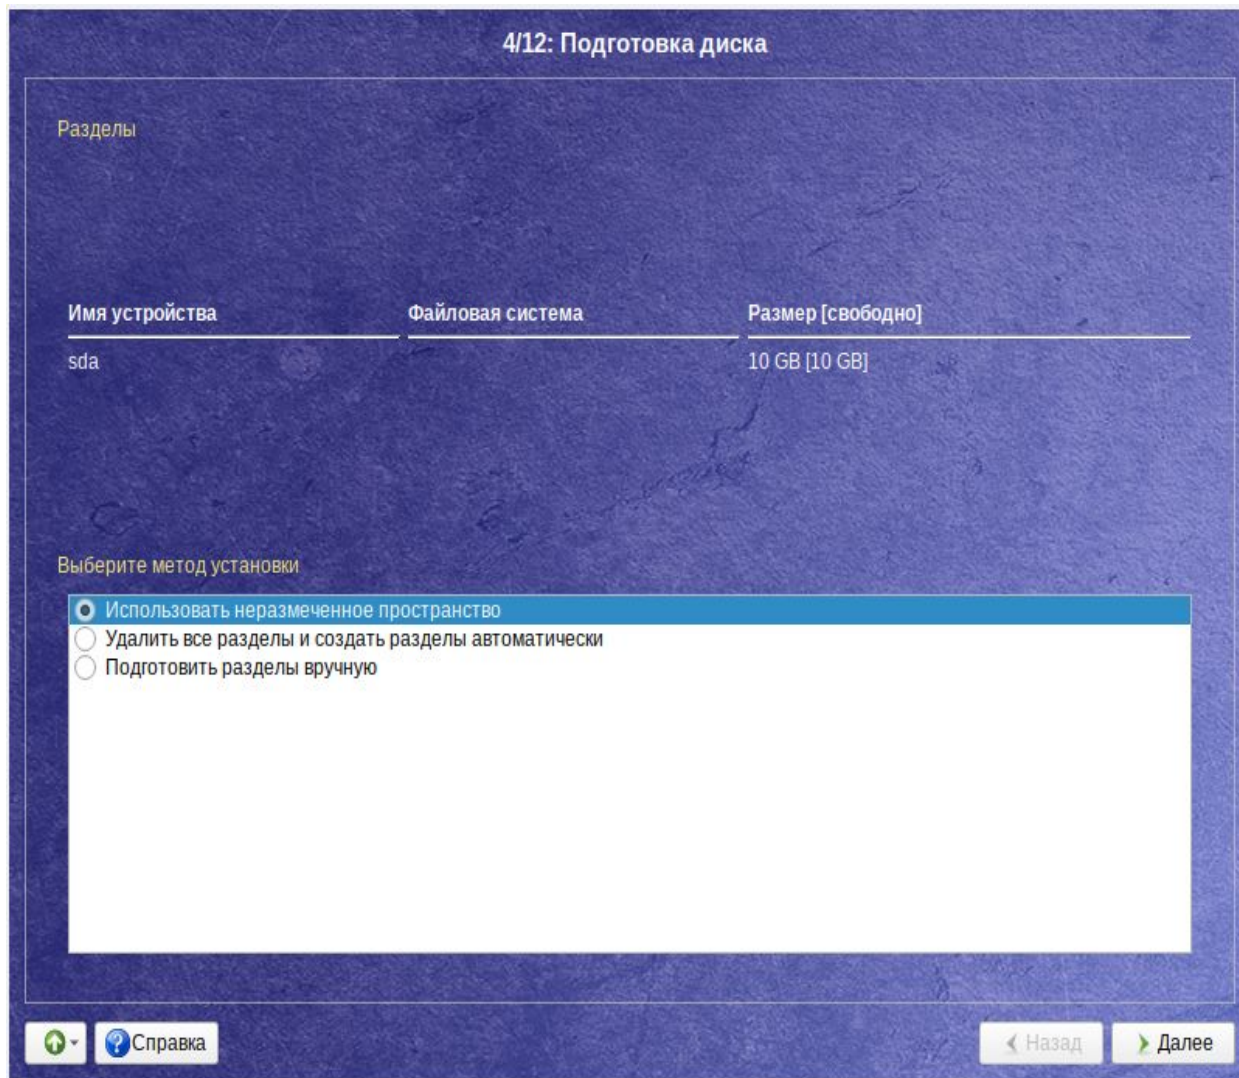 4/12: Подготовка диска
Разделы
Имя устройства Файловая система Размер [свободно]
sda 10 GB [10 GB]
Выберите метод установки
Использовать неразмеченное пространство
Удалить все разделы и создать разделы автоматически
Подготовить разделы вручную
Справка Назад Далее